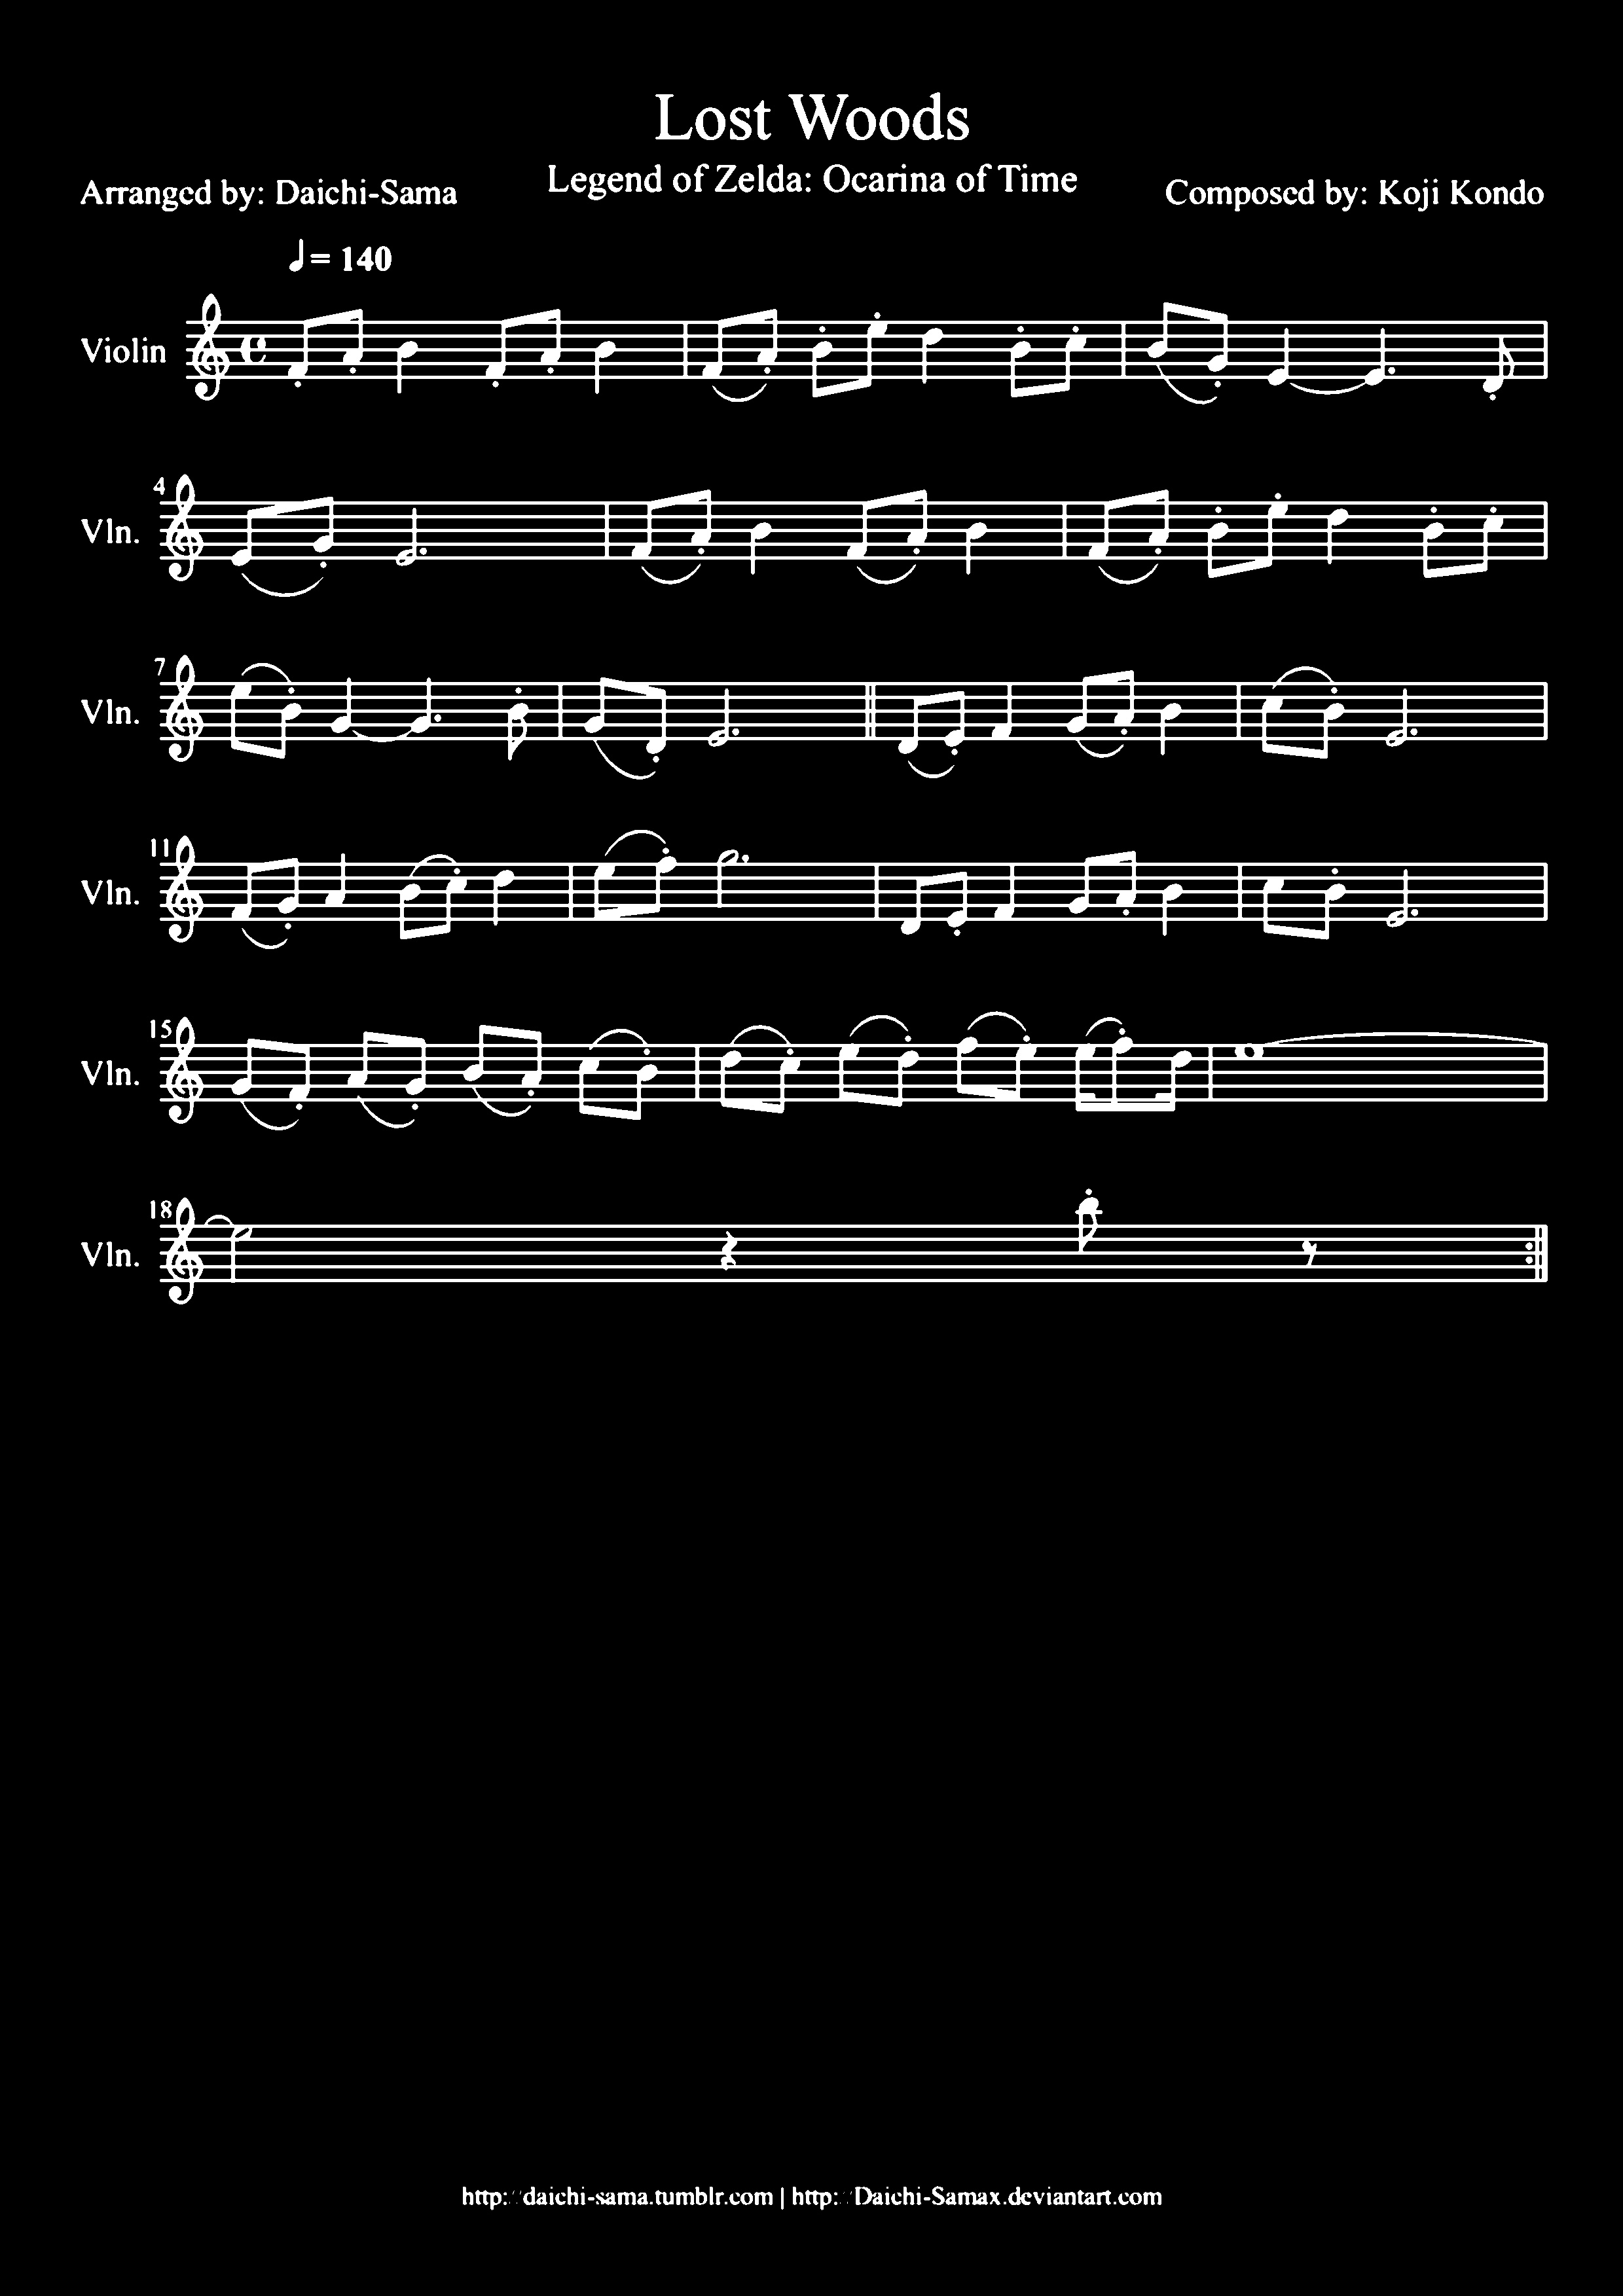 Lost Woods
Legend of Zelda: Ocarina of Time
Arranged by: Daichi-Sama
Composed by: Koji Kondo
= 140
Violin
4
Vln.
7
Vln.
11
Vln.
15
Vln.
18
Vln.
http://daichi-sama.tumblr.com | http://Daichi-Samax.deviantart.com